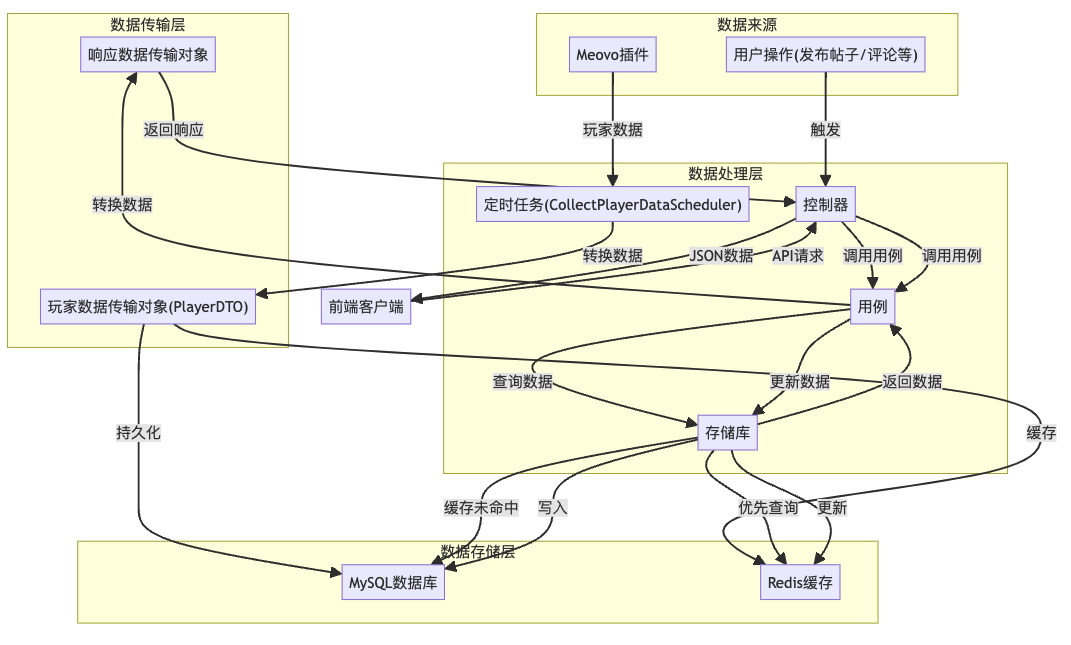 数据传输层
数据来源
响应数据传输对象
Meovo插件
用户操作(发布帖子/评论等)
返回响应
玩家数据
触发
数据处理层
转换数据
定时任务(CollectPlayerDataScheduler)
控制器
转换数据
JSON数据
API请求
调用用例
调用用例
玩家数据传输对象(PlayerDTO)
前端客户端
用例
查询数据
更新数据
返回数据
持久化
存储库
缓存
缓存未命中
写入
优先查询
更新
数据存储层
MySQL数据库
Redis缓存